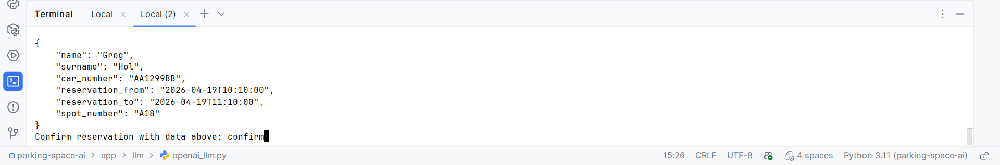 Terminal Local Local (2)
{
    "name": "Greg",
    "surname": "Hol",
    "car_number": "AA1299BB",
    "reservation_from": "2026-04-19T10:10:00",
    "reservation_to": "2026-04-19T11:10:00",
    "spot_number": "A18"
}
Confirm reservation with data above: confirm
parking-space-ai > app > llm > openai_llm.py 15:26 CRLF UTF-8 4 spaces Python 3.11 (parking-space-ai)